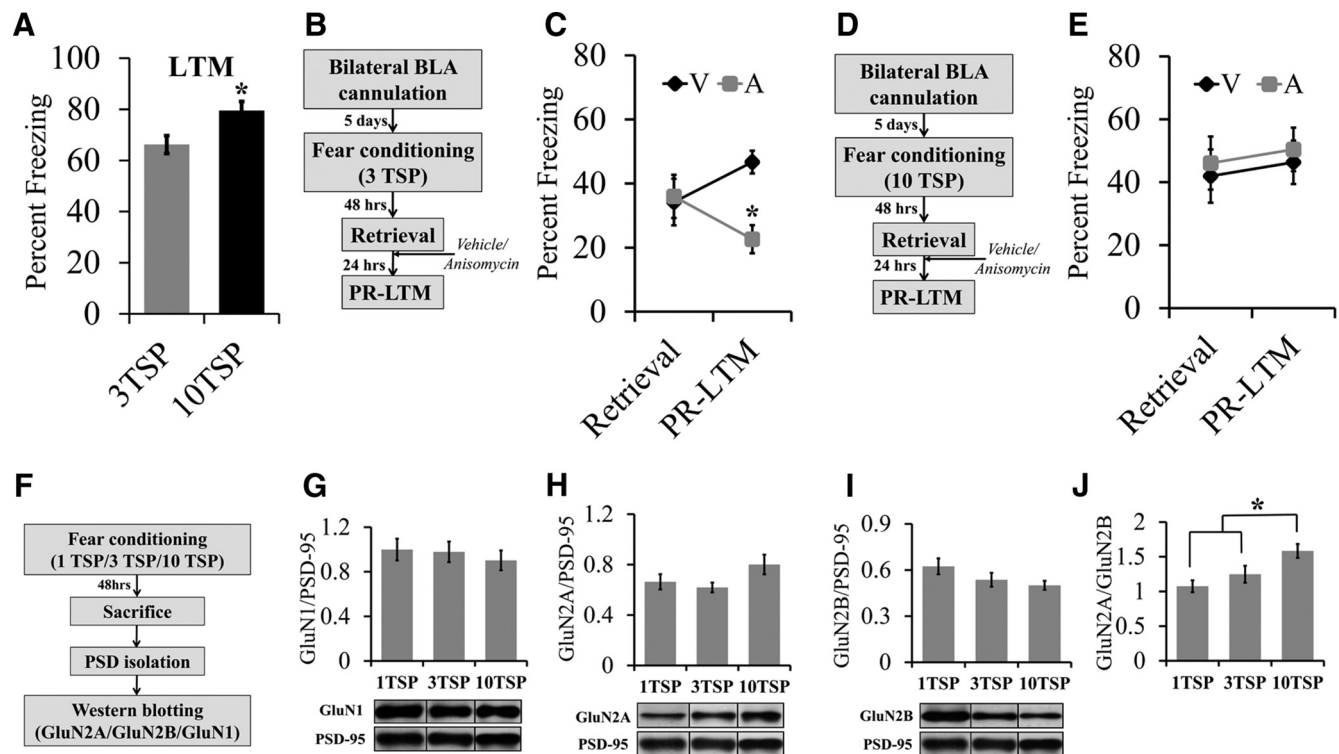 A
Percent Freezing
100
80
60
40
20
0
LTM
*
3TSP
10TSP
B
Bilateral BLA
cannulation
5 days
Fear conditioning
(3 TSP)
48 hrs
Retrieval
Vehicle/
Anisomycin
24 hrs
PR-LTM
C
Percent Freezing
80
60
40
20
0
V
A
*
Retrieval
PR-LTM
D
Bilateral BLA
cannulation
5 days
Fear conditioning
(10 TSP)
48 hrs
Retrieval
Vehicle/
Anisomycin
24 hrs
PR-LTM
E
Percent Freezing
80
60
40
20
0
V
A
Retrieval
PR-LTM
F
Fear conditioning
(1 TSP/3 TSP/10 TSP)
48hrs
Sacrifice
PSD isolation
Western blotting
(GluN2A/GluN2B/GluN1)
G
GluN1/PSD-95
1.2
0.8
0.4
0
1TSP 3TSP 10TSP
GluN1
PSD-95
H
GluN2A/PSD-95
1.2
0.8
0.4
0
1TSP 3TSP 10TSP
GluN2A
PSD-95
I
GluN2B/PSD-95
0.9
0.6
0.3
0
1TSP 3TSP 10TSP
GluN2B
PSD-95
J
GluN2A/GluN2B
2
1.5
1
0.5
0
*
1TSP 3TSP 10TSP